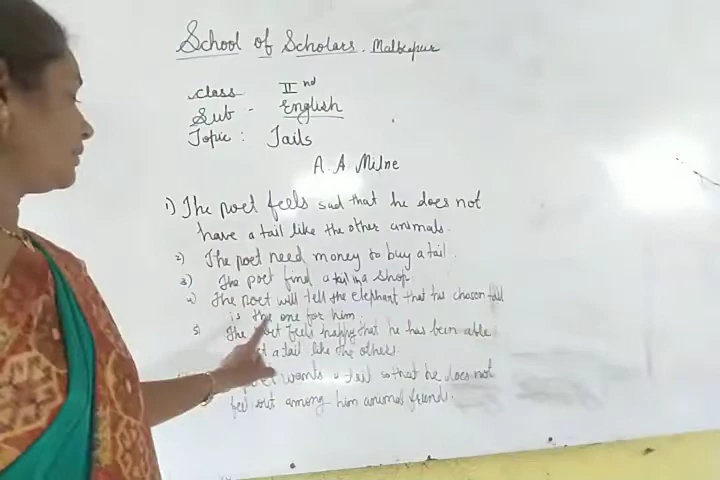 School of Scholars. Malkapur
Class IInd
Sub - English
Topic: Tails
A. A. Milne
1) The poet feels sad that he does not
have a tail like the other animals.
2) The poet need money to buy a tail.
3) The poet find a tail in a shop
4) The poet will tell the elephant that his chosen tail
is the one for him.
5) The poet feels happy that he has been able
a tail like the others.
wants a tail so that he does not
feel out among him animal friend.